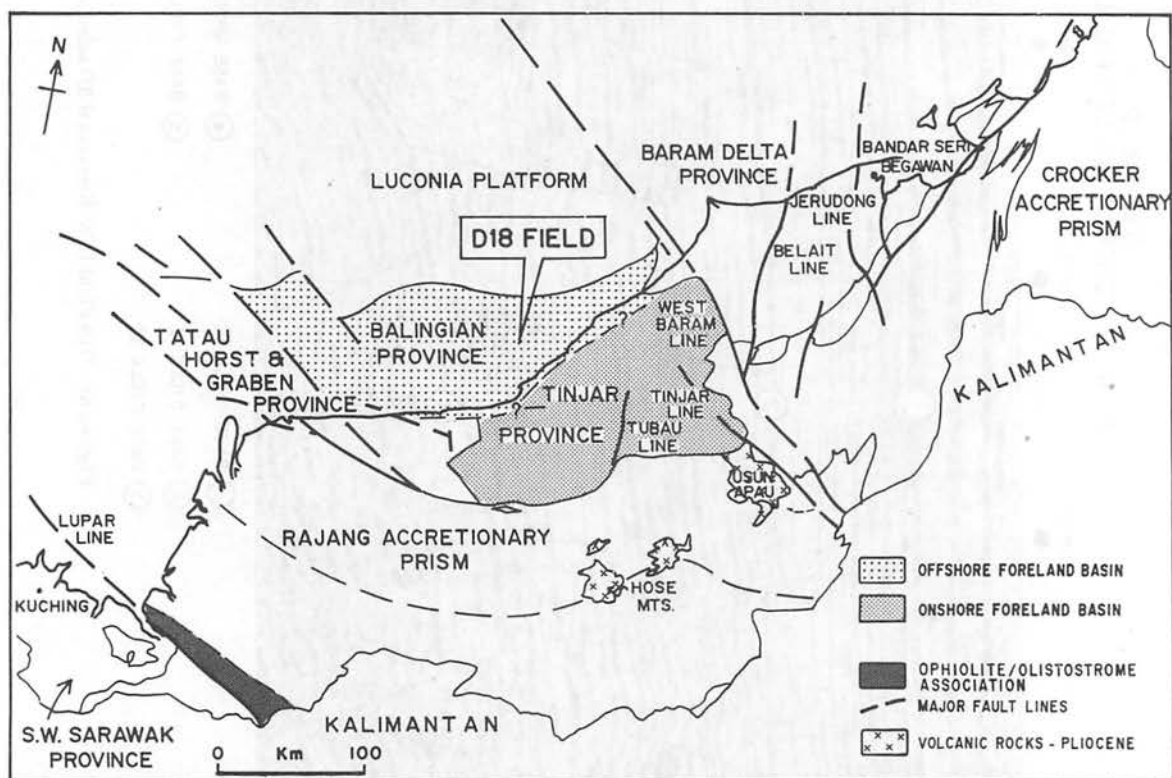 N
BARAM DELTA
PROVINCE
BANDAR SERI
BEGAWAN
LUCONIA PLATFORM
CROCKER
ACCRETIONARY
PRISM
JERUDONG
LINE
D18 FIELD
BELAIT
LINE
WEST
BARAM
LINE
BALINGIAN
PROVINCE
?
TATAU
HORST &
GRABEN
PROVINCE
KALIMANTAN
TINJAR
PROVINCE
?
TINJAR
LINE
TUBAU
LINE
USUN
APAU
LUPAR
LINE
RAJANG ACCRETIONARY
PRISM
KUCHING
HOSE
MTS.
OFFSHORE FORELAND BASIN
ONSHORE FORELAND BASIN
OPHIOLITE/OLISTOSTROME
ASSOCIATION
MAJOR FAULT LINES
VOLCANIC ROCKS - PLIOCENE
KALIMANTAN
S.W. SARAWAK
PROVINCE
0 Km 100